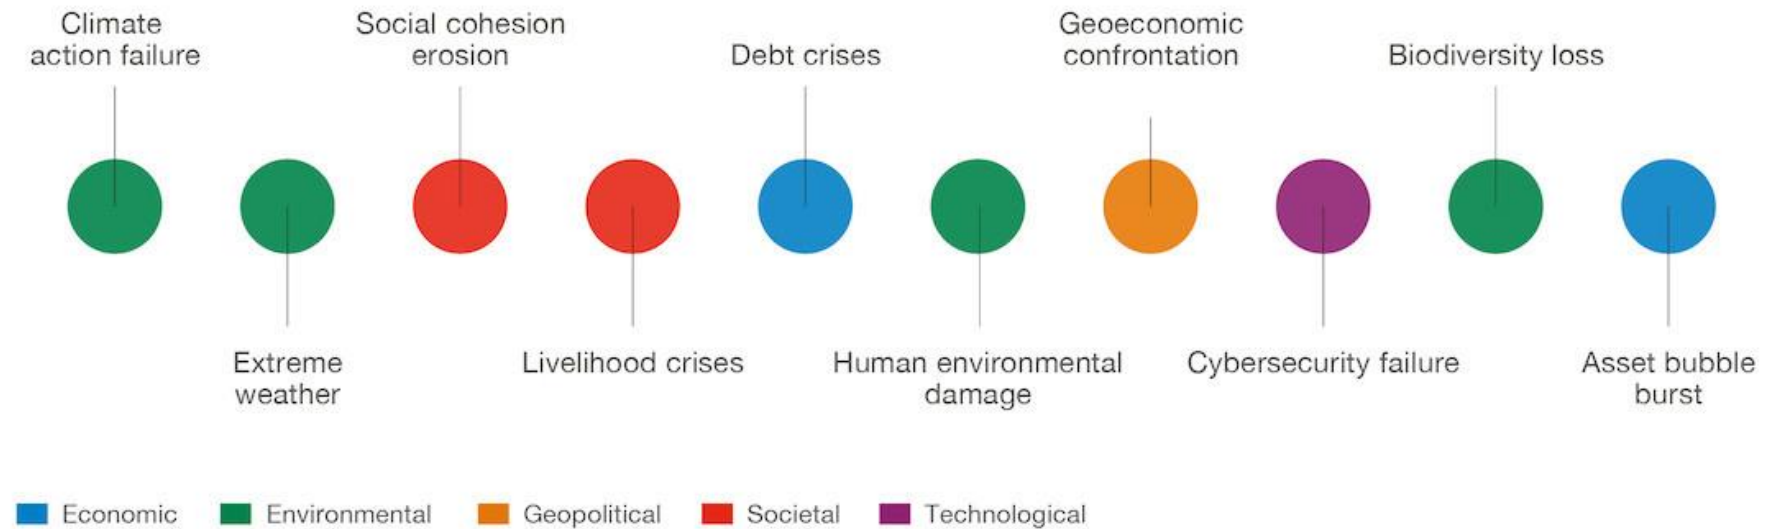 Climate
action failure
Social cohesion
erosion
Debt crises
Geoeconomic
confrontation
Biodiversity loss
Extreme
weather
Livelihood crises
Human environmental
damage
Cybersecurity failure
Asset bubble
burst
Economic
Environmental
Geopolitical
Societal
Technological